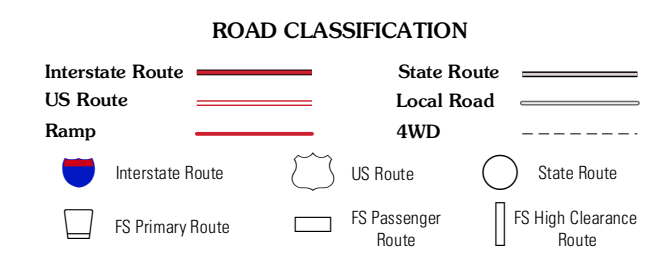 ROAD CLASSIFICATION
Interstate Route
State Route
US Route
Local Road
Ramp
4WD
Interstate Route
US Route
State Route
FS Primary Route
FS Passenger
Route
FS High Clearance
Route